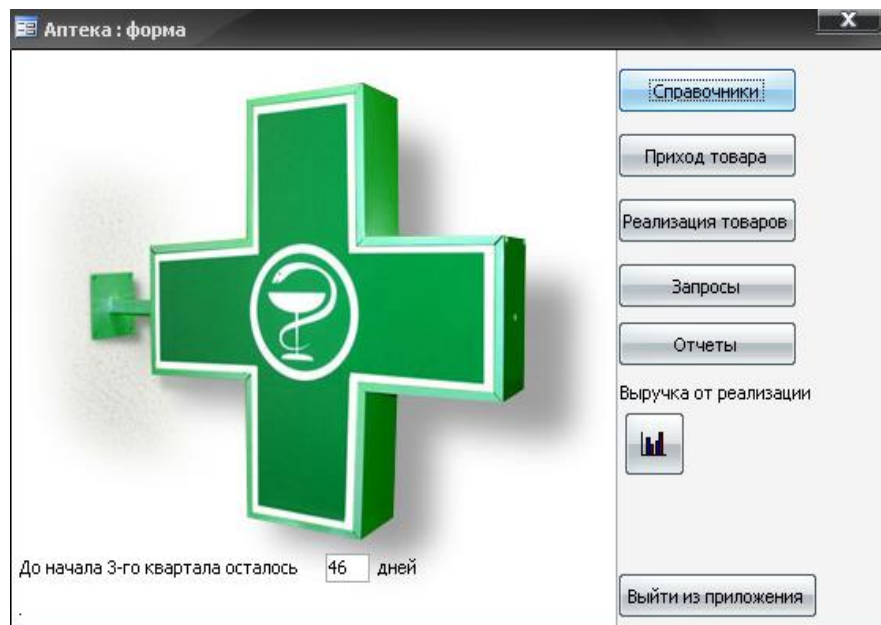 Аптека : форма
X
Справочники
Приход товара
Реализация товаров
Запросы
Отчеты
Выручка от реализации
До начала 3-го квартала осталось 46 дней
.
Выйти из приложения